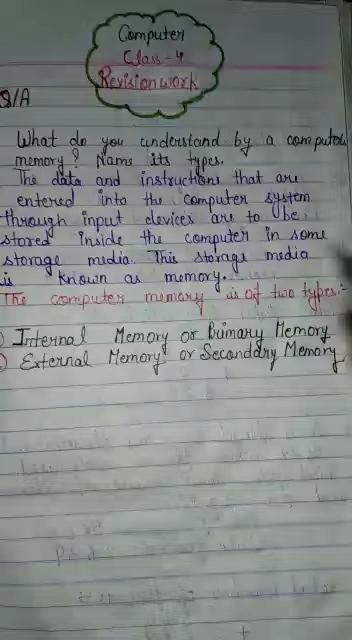 Computer
Class-4
Revision work
Q/A
What do you understand by a computer
memory? Name its types.
The data and instructions that are
entered into the computer system
through input devices are to be
stored inside the computer in some
storage media. This storage media
is known as memory.
The computer memory is of two types:-
Internal Memory or Primary Memory
External Memory or Secondary Memory